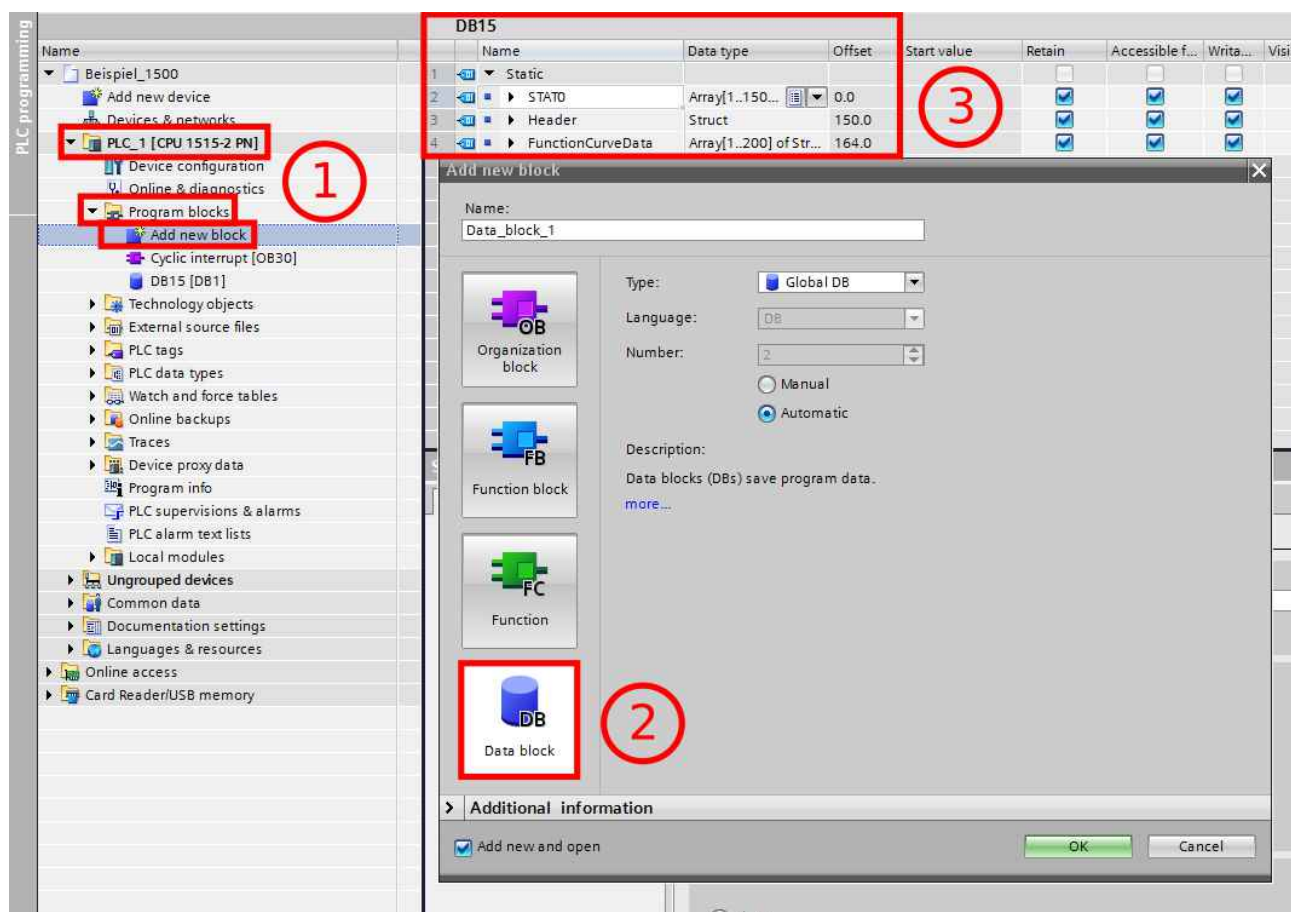 PLC programming
Name
Beispiel_1500
Add new device
Devices & networks
PLC_1 [CPU 1515-2 PN]
Device configuration
Online & diagnostics
Program blocks
Add new block
Cyclic interrupt [OB30]
DB15 [DB1]
Technology objects
External source files
PLC tags
PLC data types
Watch and force tables
Online backups
Traces
Device proxy data
Program info
PLC supervisions & alarms
PLC alarm text lists
Local modules
Ungrouped devices
Common data
Documentation settings
Languages & resources
Online access
Card Reader/USB memory
1
DB15
Name Data type Offset Start value Retain Accessible f... Writa... Visi
1 Static
2 STAT0 Array[1..150... 0.0
3 Header Struct 150.0
4 FunctionCurveData Array[1..200] of Str... 164.0
3
Add new block
Name:
Data_block_1
OB
Organization
block
FB
Function block
FC
Function
DB
Data block
2
Type: Global DB
Language: DB
Number: 2
Manual
Automatic
Description:
Data blocks (DBs) save program data.
more...
Additional information
Add new and open
OK Cancel